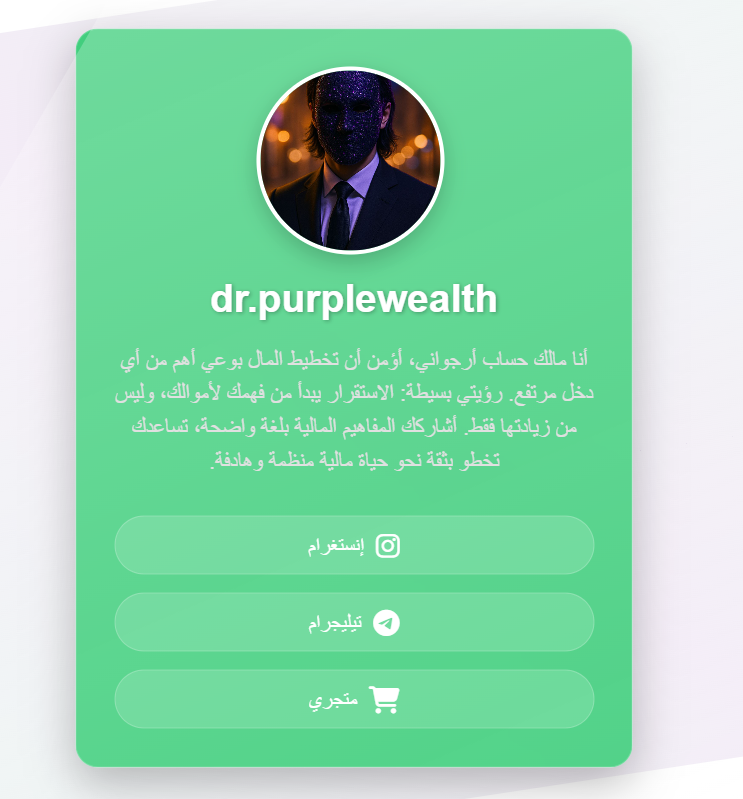 dr.purplewealth
أنا مالك حساب أرجواني، أؤمن أن تخطيط المال بوعي أهم من أي
دخل مرتفع. رؤيتي بسيطة: الاستقرار يبدأ من فهمك لأموالك، وليس
من زيادتها فقط. أشاركك المفاهيم المالية بلغة واضحة، تساعدك
تخطو بثقة نحو حياة مالية منظمة وهادفة.
إنستغرام
تيليجرام
متجري